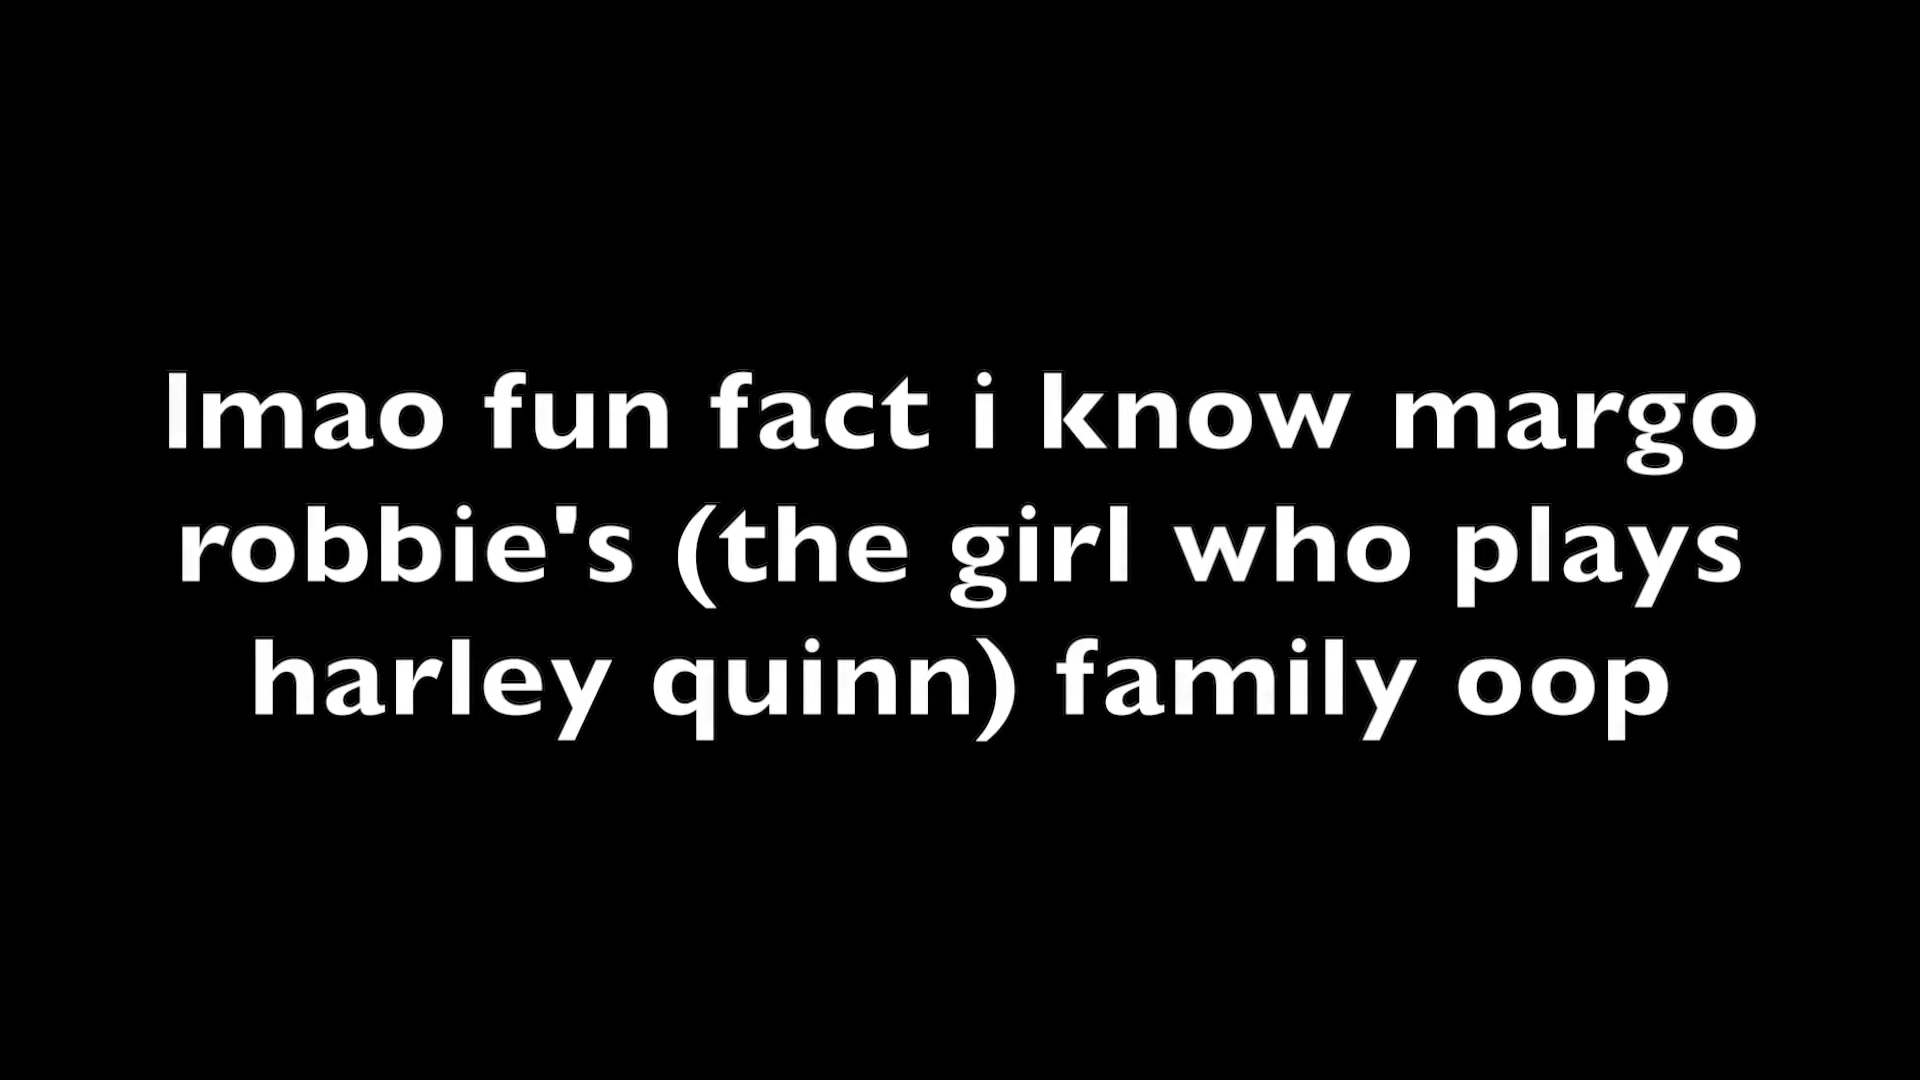 lmao fun fact i know margo
robbie's (the girl who plays
harley quinn) family oop